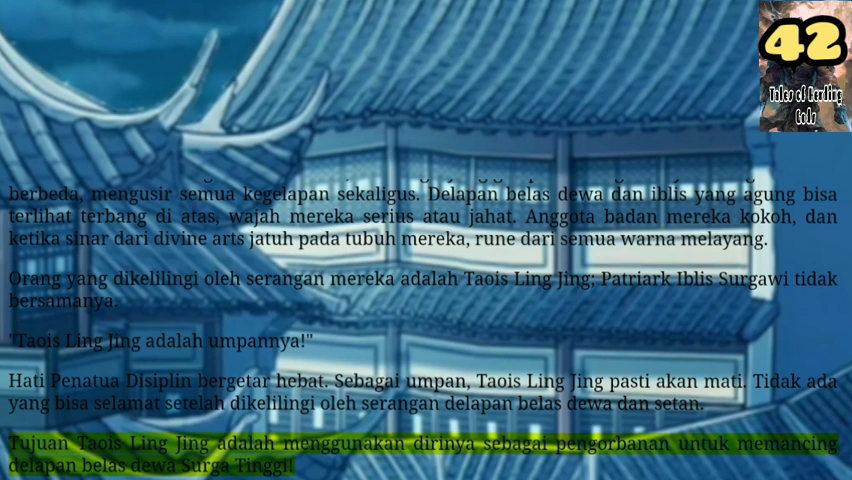 42
Tales of Herding
Gods
berbeda, mengusir semua kegelapan sekaligus. Delapan belas dewa dan iblis yang agung bisa
terlihat terbang di atas, wajah mereka serius atau jahat. Anggota badan mereka kokoh, dan
ketika sinar dari divine arts jatuh pada tubuh mereka, rune dari semua warna melayang.
Orang yang dikelilingi oleh serangan mereka adalah Taois Ling Jing; Patriark Iblis Surgawi tidak
bersamanya.
"Taois Ling Jing adalah umpannya!"
Hati Penatua Disiplin bergetar hebat. Sebagai umpan, Taois Ling Jing pasti akan mati. Tidak ada
yang bisa selamat setelah dikelilingi oleh serangan delapan belas dewa dan setan.
Tujuan Taois Ling Jing adalah menggunakan dirinya sebagai pengorbanan untuk memancing
delapan belas dewa Surga Tinggi!